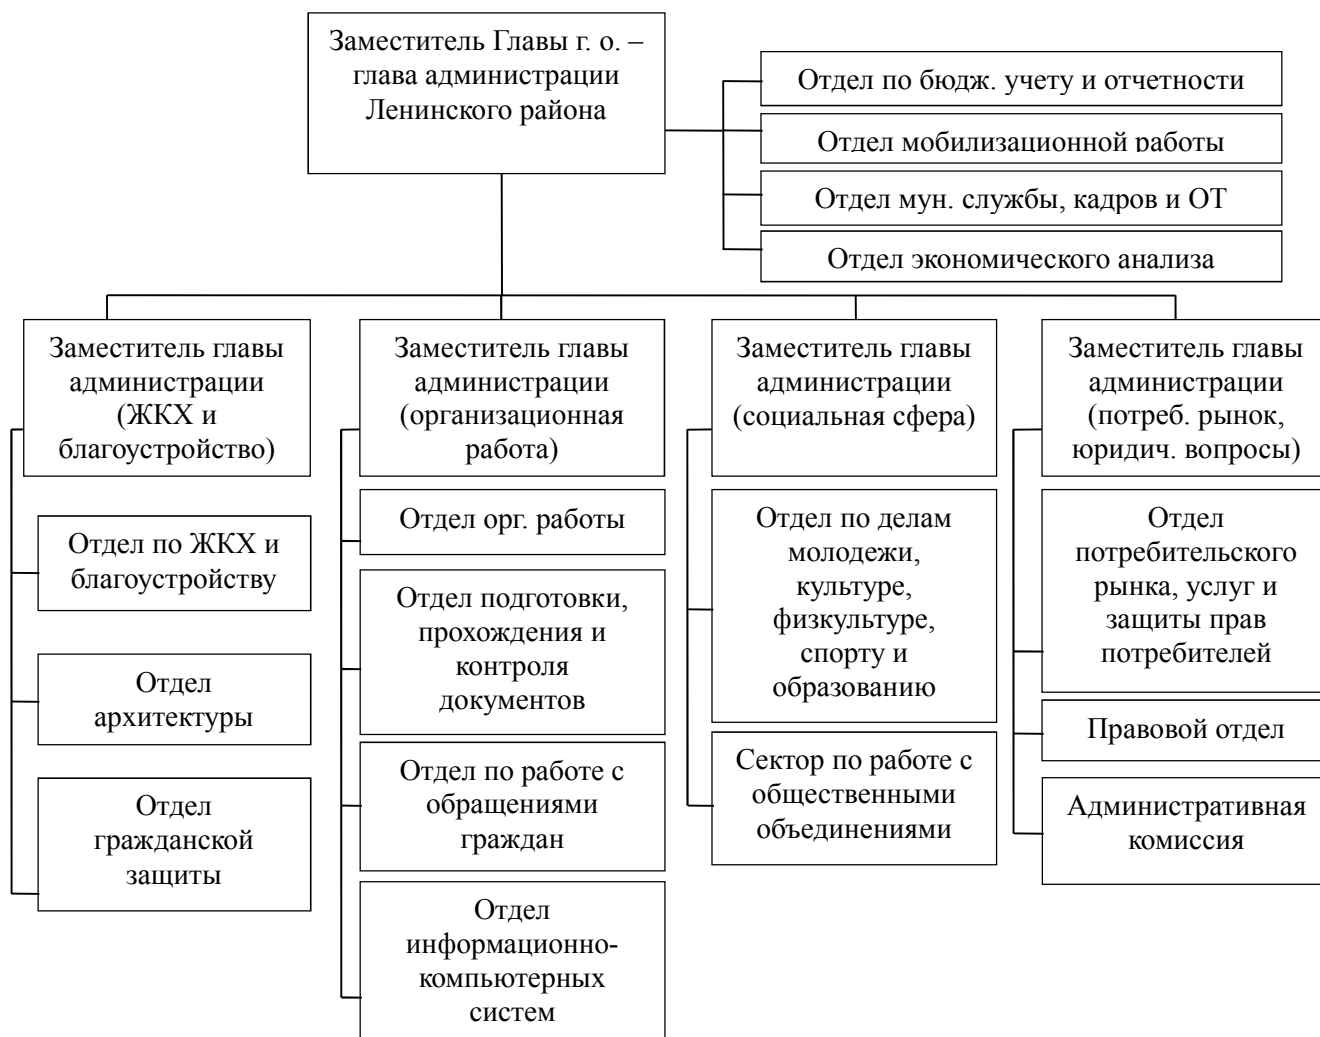 Заместитель Главы г. о. –
глава администрации
Ленинского района
Отдел по бюдж. учету и отчетности
Отдел мобилизационной работы
Отдел мун. службы, кадров и ОТ
Отдел экономического анализа
Заместитель главы
администрации
(ЖКХ и
благоустройство)
Отдел по ЖКХ и
благоустройству
Отдел
архитектуры
Отдел
гражданской
защиты
Заместитель главы
администрации
(организационная
работа)
Отдел орг. работы
Отдел подготовки,
прохождения и
контроля
документов
Отдел по работе с
обращениями
граждан
Отдел
информационно-
компьютерных
систем
Заместитель главы
администрации
(социальная сфера)
Отдел по делам
молодежи,
культуре,
физкультуре,
спорту и
образованию
Сектор по работе с
общественными
объединениями
Заместитель главы
администрации
(потреб. рынок,
юридич. вопросы)
Отдел
потребительского
рынка, услуг и
защиты прав
потребителей
Правовой отдел
Административная
комиссия